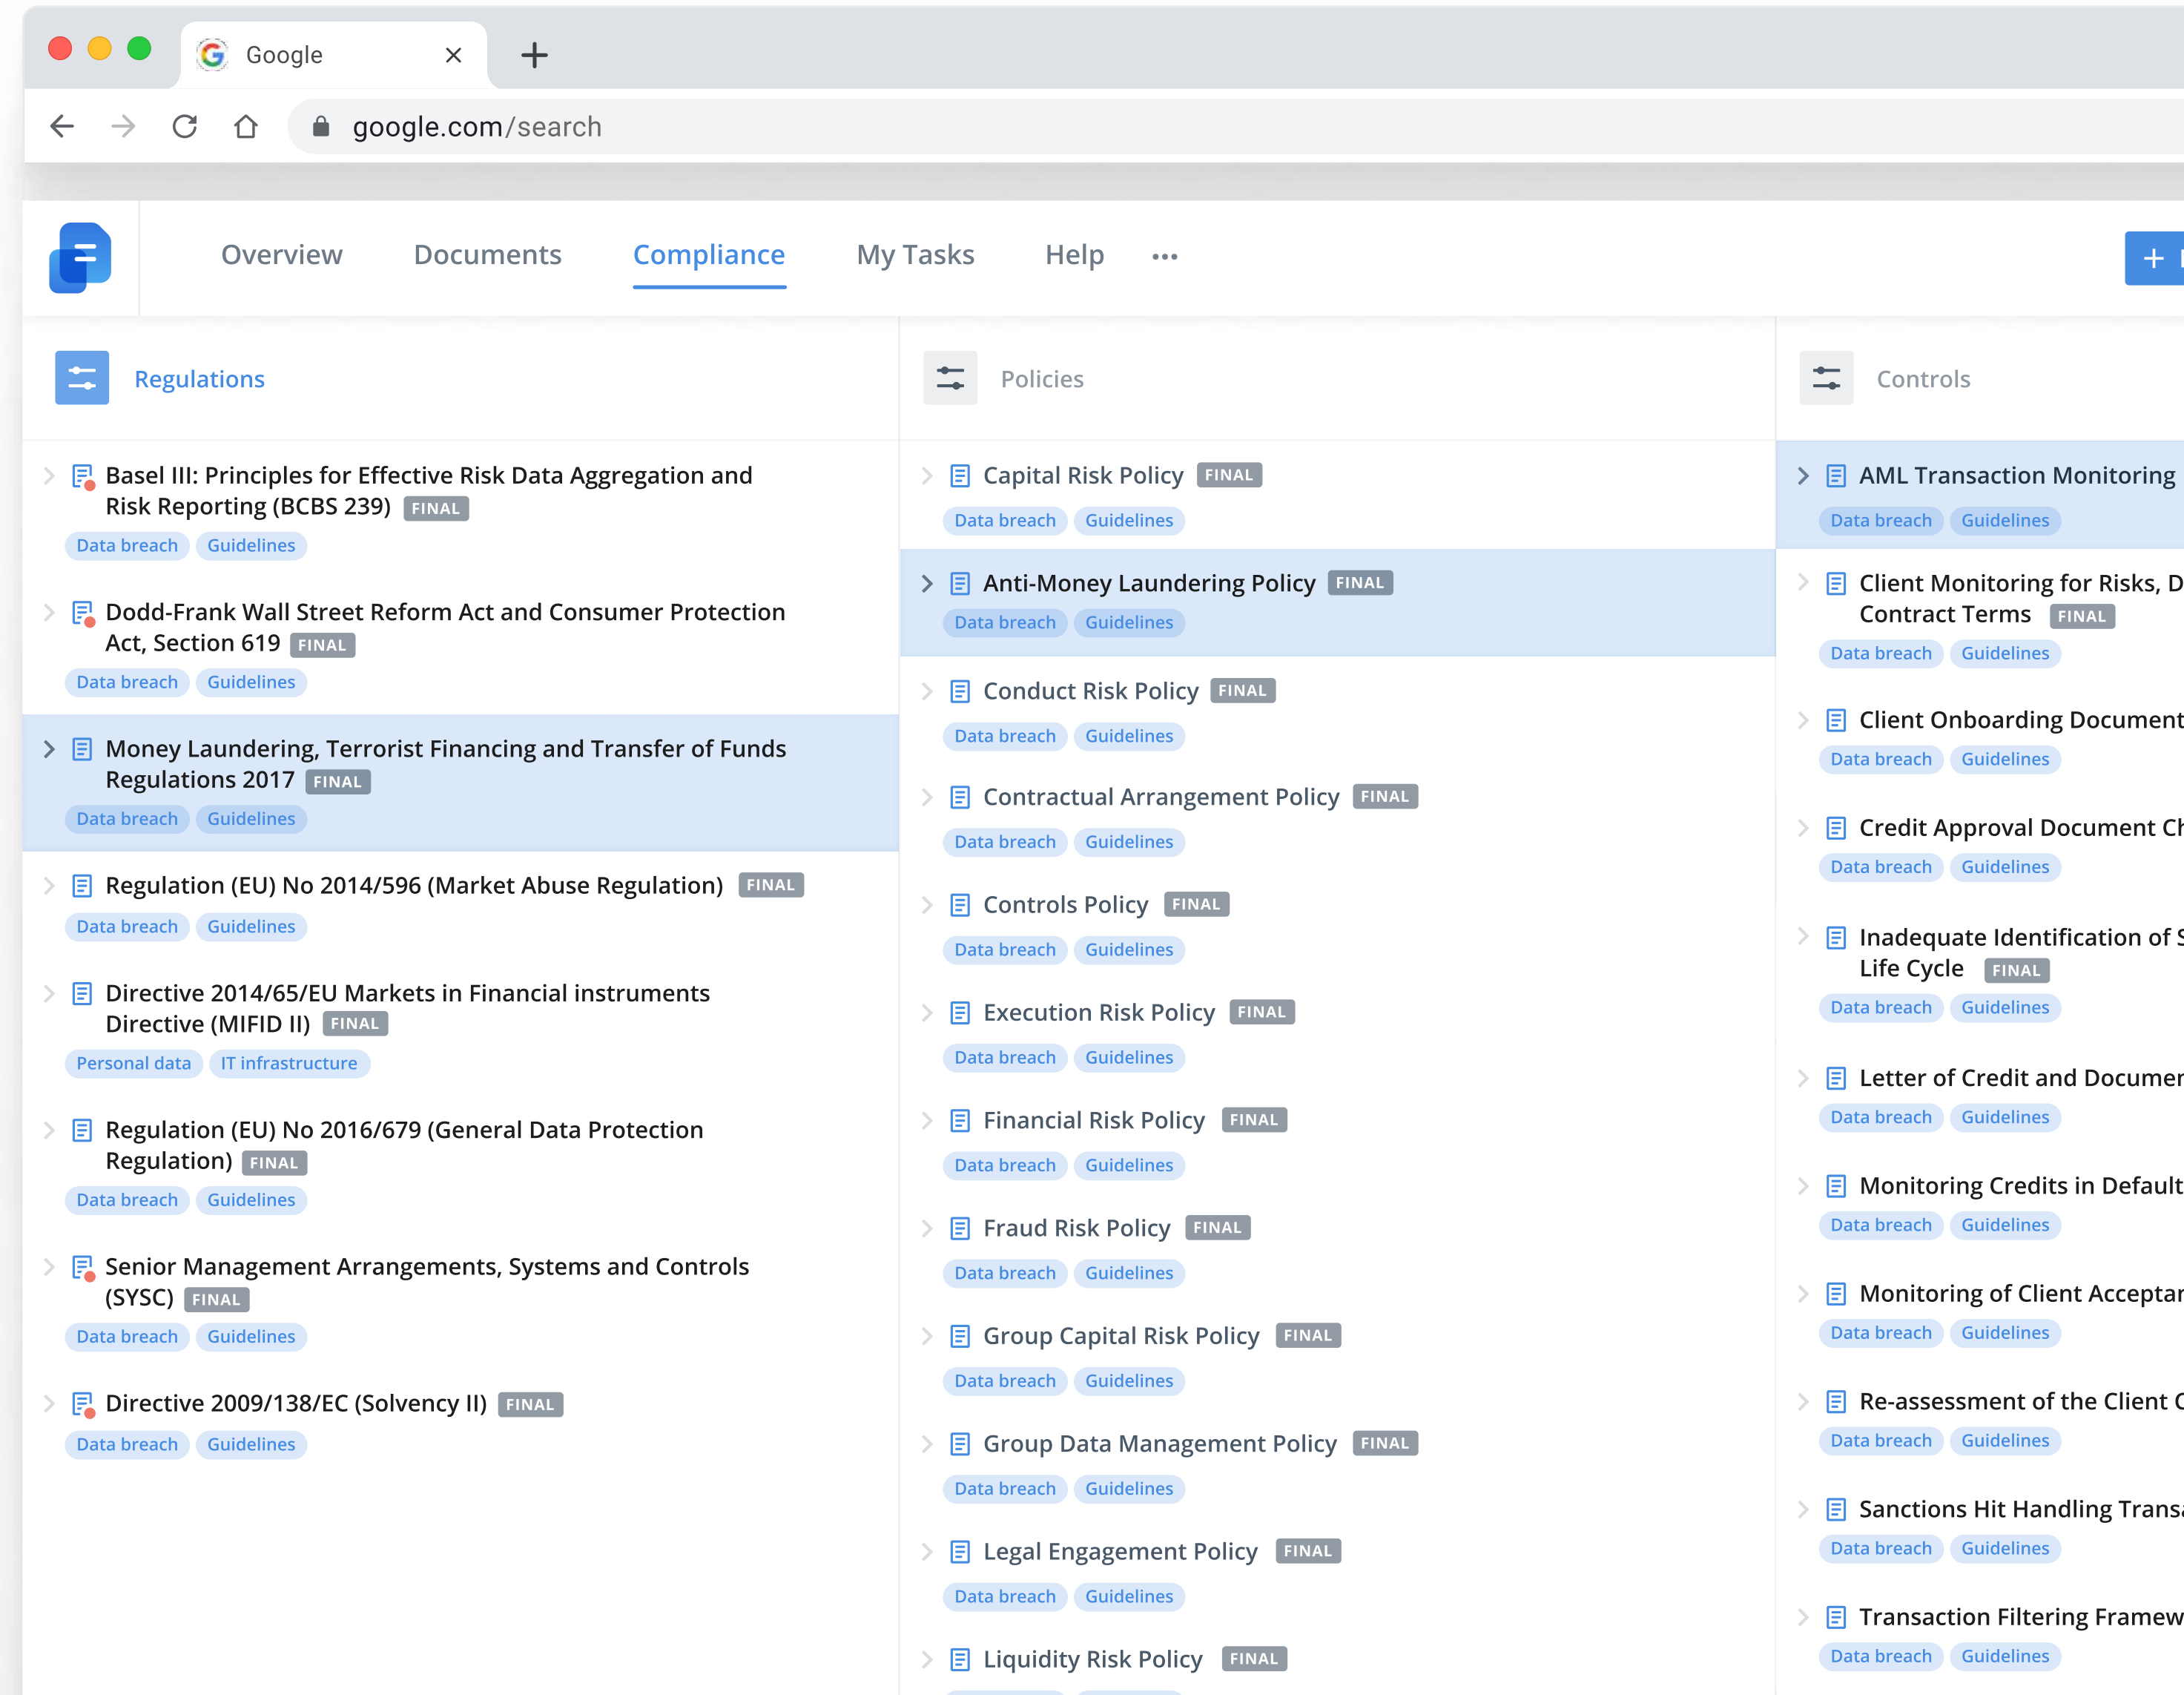 Google
google.com/search
Overview Documents Compliance My Tasks Help
Regulations
Basel III: Principles for Effective Risk Data Aggregation and
Risk Reporting (BCBS 239) FINAL
Data breach Guidelines
Dodd-Frank Wall Street Reform Act and Consumer Protection
Act, Section 619 FINAL
Data breach Guidelines
Money Laundering, Terrorist Financing and Transfer of Funds
Regulations 2017 FINAL
Data breach Guidelines
Regulation (EU) No 2014/596 (Market Abuse Regulation) FINAL
Data breach Guidelines
Directive 2014/65/EU Markets in Financial instruments
Directive (MIFID II) FINAL
Personal data IT infrastructure
Regulation (EU) No 2016/679 (General Data Protection
Regulation) FINAL
Data breach Guidelines
Senior Management Arrangements, Systems and Controls
(SYSC) FINAL
Data breach Guidelines
Directive 2009/138/EC (Solvency II) FINAL
Data breach Guidelines
Policies
Capital Risk Policy FINAL
Data breach Guidelines
Anti-Money Laundering Policy FINAL
Data breach Guidelines
Conduct Risk Policy FINAL
Data breach Guidelines
Contractual Arrangement Policy FINAL
Data breach Guidelines
Controls Policy FINAL
Data breach Guidelines
Execution Risk Policy FINAL
Data breach Guidelines
Financial Risk Policy FINAL
Data breach Guidelines
Fraud Risk Policy FINAL
Data breach Guidelines
Group Capital Risk Policy FINAL
Data breach Guidelines
Group Data Management Policy FINAL
Data breach Guidelines
Legal Engagement Policy FINAL
Data breach Guidelines
Liquidity Risk Policy FINAL
Controls
AML Transaction Monitoring
Data breach Guidelines
Client Monitoring for Risks,
Contract Terms FINAL
Data breach Guidelines
Client Onboarding Document
Data breach Guidelines
Credit Approval Document
Data breach Guidelines
Inadequate Identification of
Life Cycle FINAL
Data breach Guidelines
Letter of Credit and
Data breach Guidelines
Monitoring Credits in Default
Data breach Guidelines
Monitoring of Client
Data breach Guidelines
Re-assessment of the Client
Data breach Guidelines
Sanctions Hit Handling
Data breach Guidelines
Transaction Filtering
Data breach Guidelines